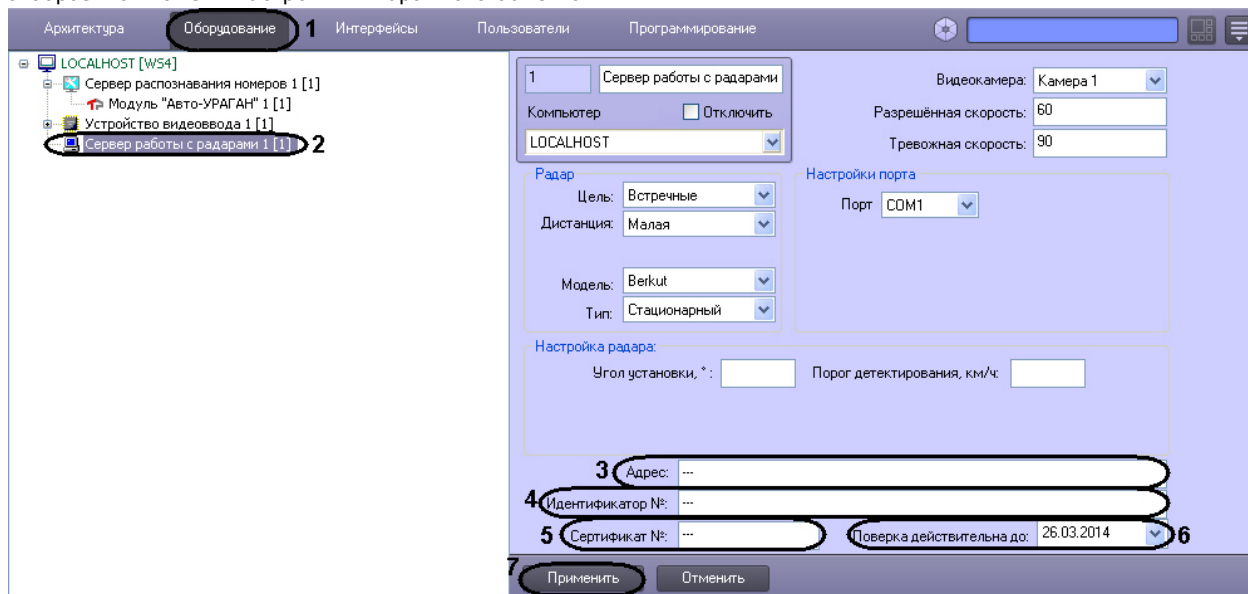 Архитектура Оборудование 1 Интерфейсы Пользователи Программирование
LOCALHOST [WS4]
Сервер распознавания номеров 1 [1]
Модуль "Авто-УРАГАН" 1 [1]
Устройство видеоввода 1 [1]
Сервер работы с радарами 1 [1] 2
1 Сервер работы с радарами
Компьютер Отключить
LOCALHOST
Видеокамера: Камера 1
Разрешённая скорость: 60
Тревожная скорость: 90
Радар
Цель: Встречные
Дистанция: Малая
Модель: Berkut
Тип: Стационарный
Настройки порта
Порт COM1
Настройка радара:
Угол установки, ° : Порог детектирования, км/ч:
3 Адрес: ---
4 Идентификатор №: ---
5 Сертификат №: --- Поверка действительна до: 26.03.2014 6
7 Применить Отменить